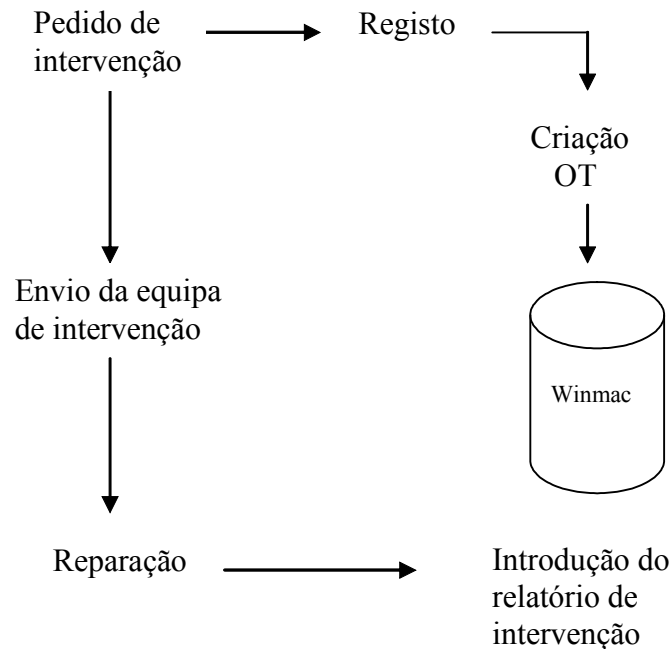 Pedido de
intervenção
Registo
Criação
OT
Envio da equipa
de intervenção
Winmac
Reparação
Introdução do
relatório de
intervenção